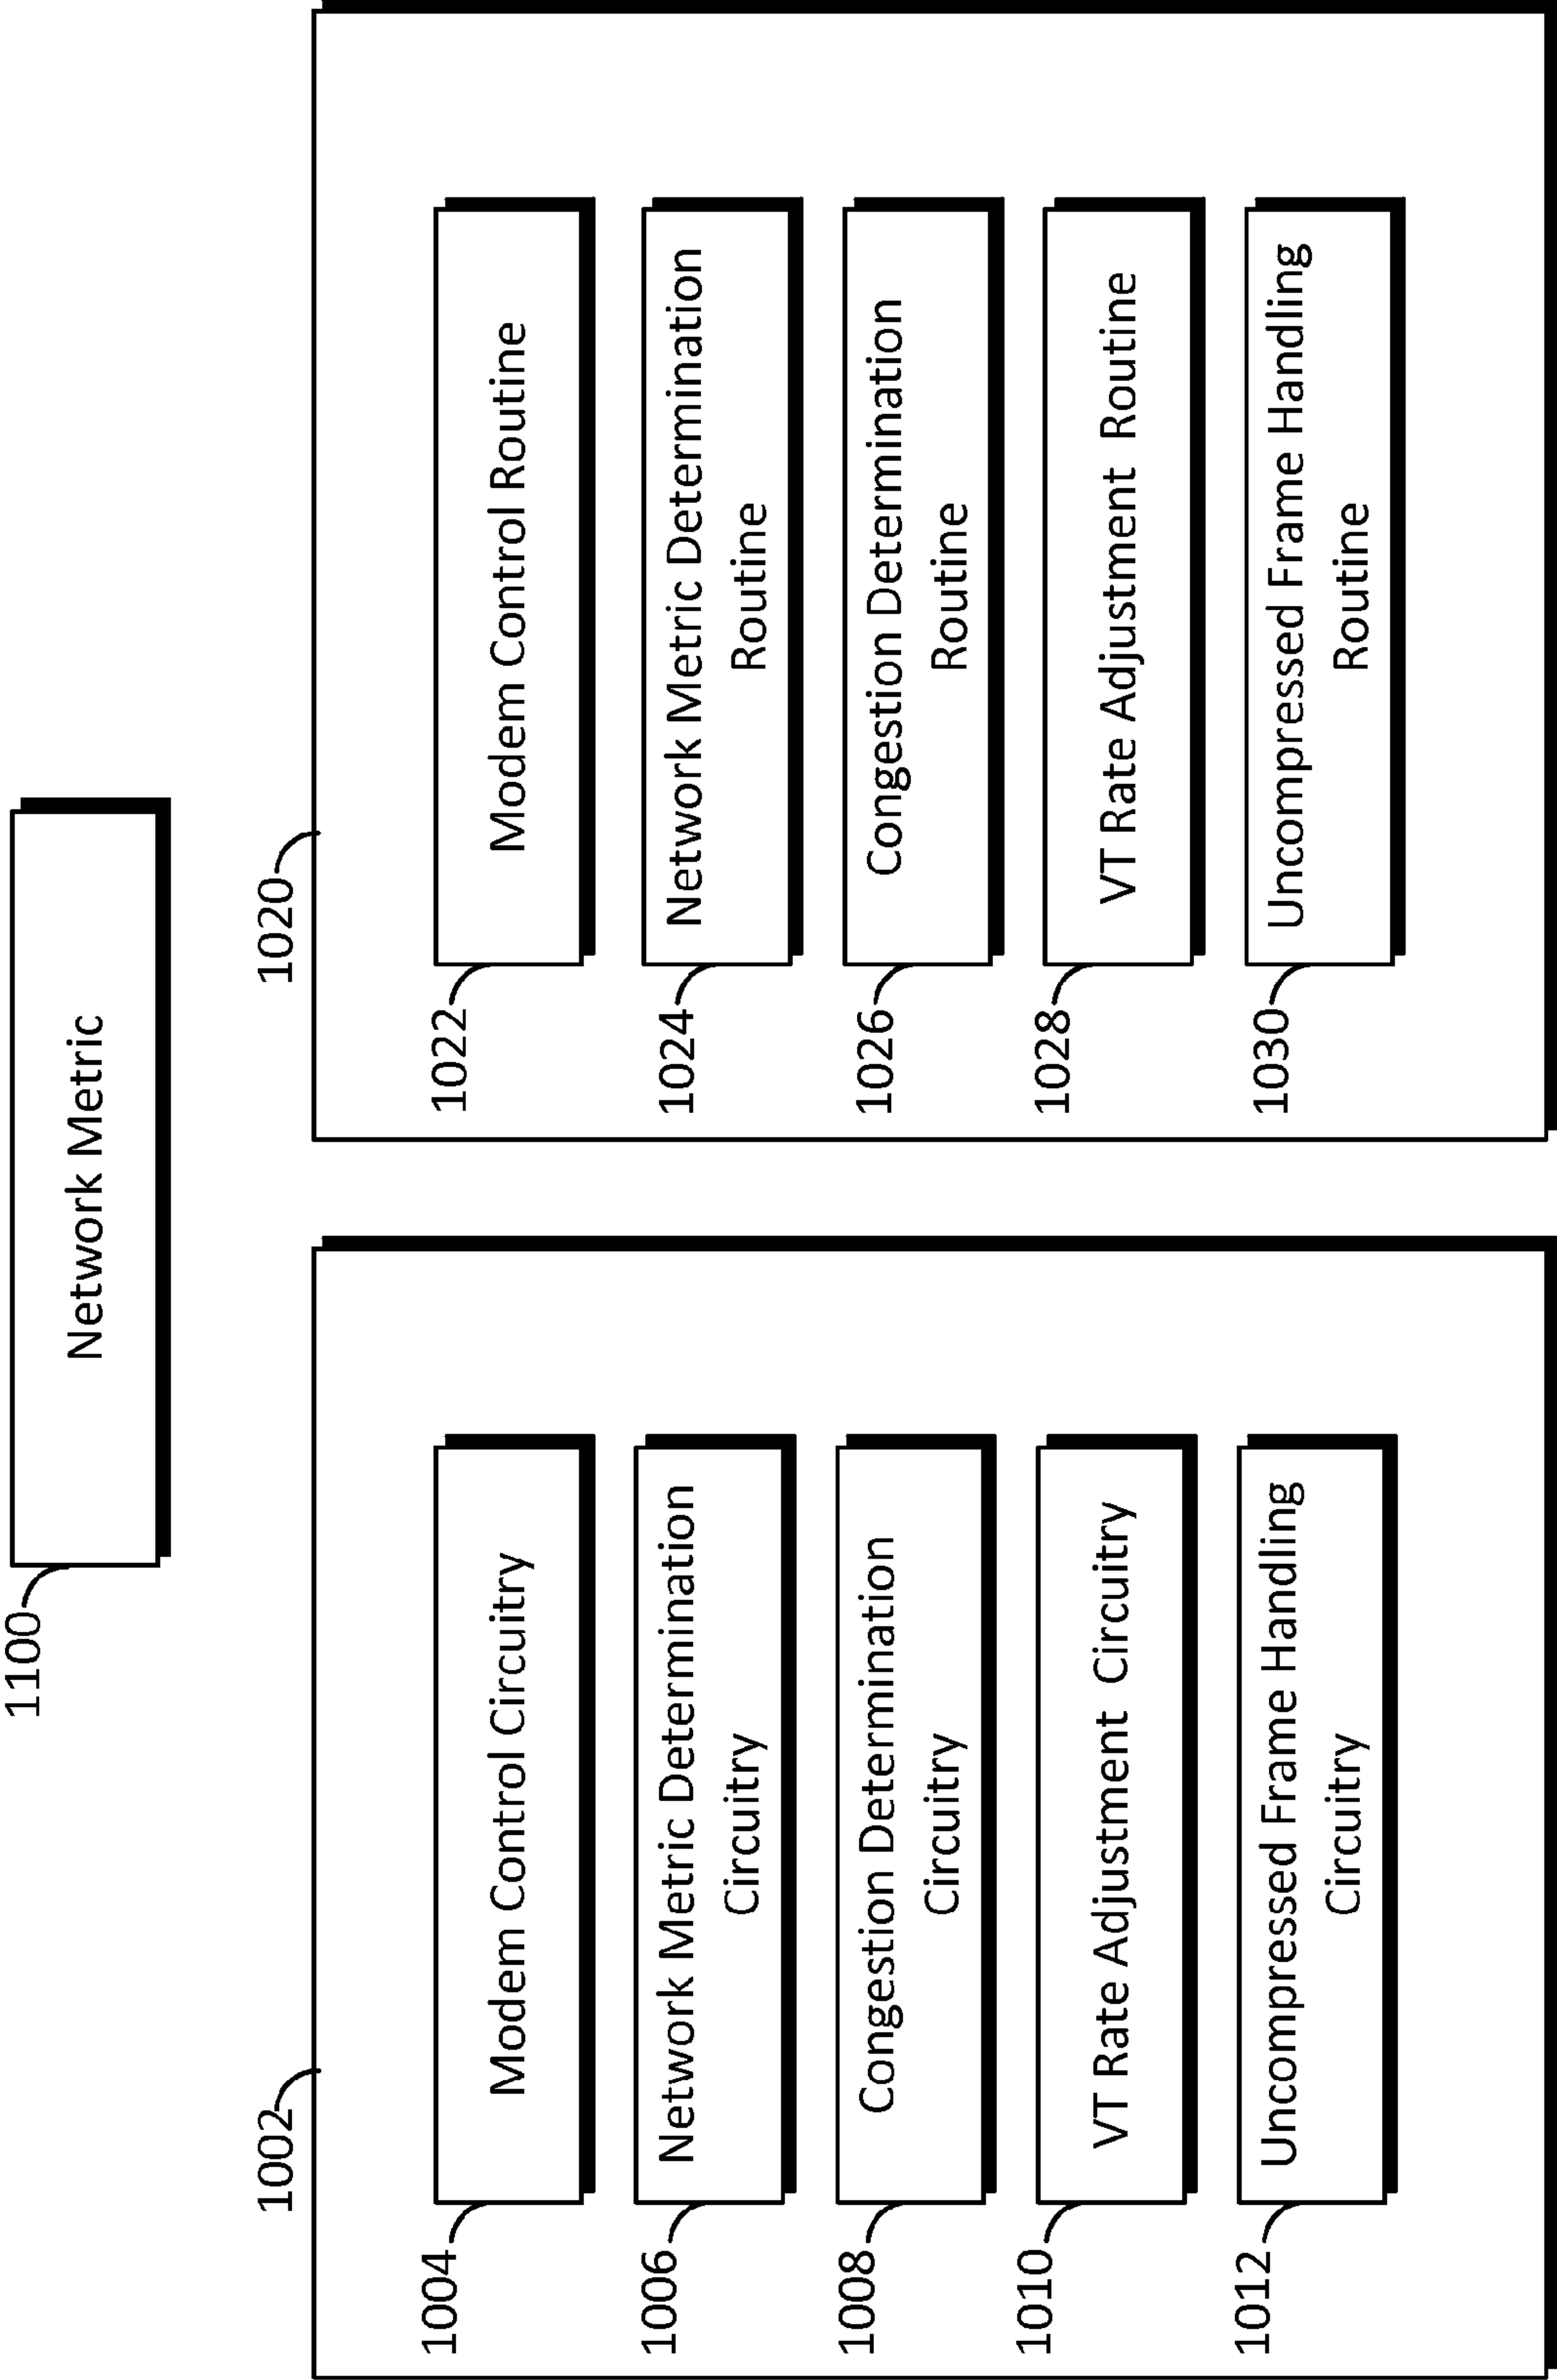 1100
Network Metric
1002
1004
Modem Control Circuitry
1006
Network Metric Determination
Circuitry
1008
Congestion Determination
Circuitry
1010
VT Rate Adjustment Circuitry
1012
Uncompressed Frame Handling
Circuitry
1020
1022
Modem Control Routine
1024
Network Metric Determination
Routine
1026
Congestion Determination
Routine
1028
VT Rate Adjustment Routine
1030
Uncompressed Frame Handling
Routine